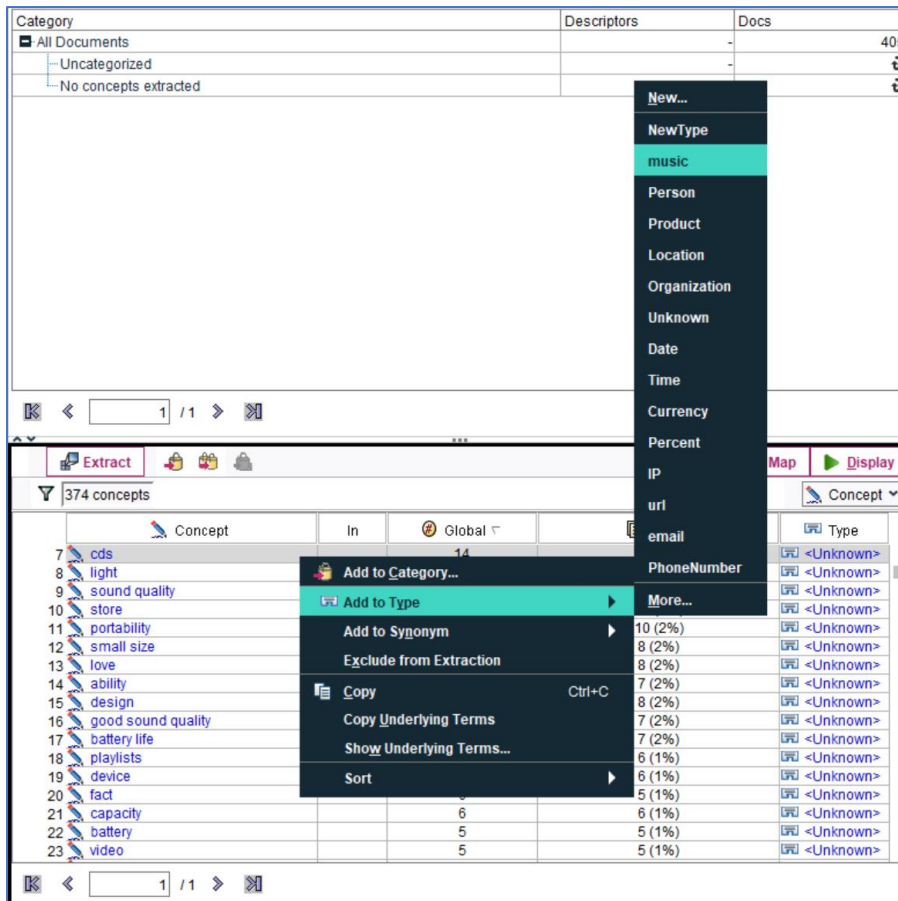 Category Descriptors Docs
All Documents - 40
Uncategorized -
No concepts extracted
New...
NewType
music
Person
Product
Location
Organization
Unknown
Date
Time
Currency
Percent
IP
url
email
PhoneNumber
More...
1 / 1
Extract Map Display
374 concepts Concept
Concept In Global Type
7 cds 14 <Unknown>
8 light <Unknown>
9 sound quality <Unknown>
10 store <Unknown>
11 portability 10 (2%) <Unknown>
12 small size 8 (2%) <Unknown>
13 love 8 (2%) <Unknown>
14 ability 7 (2%) <Unknown>
15 design 8 (2%) <Unknown>
16 good sound quality 7 (2%) <Unknown>
17 battery life 7 (2%) <Unknown>
18 playlists 6 (1%) <Unknown>
19 device 6 (1%) <Unknown>
20 fact 5 (1%) <Unknown>
21 capacity 6 6 (1%) <Unknown>
22 battery 5 5 (1%) <Unknown>
23 video 5 5 (1%) <Unknown>
Add to Category...
Add to Type
Add to Synonym
Exclude from Extraction
Copy Ctrl+C
Copy Underlying Terms
Show Underlying Terms...
Sort
1 / 1